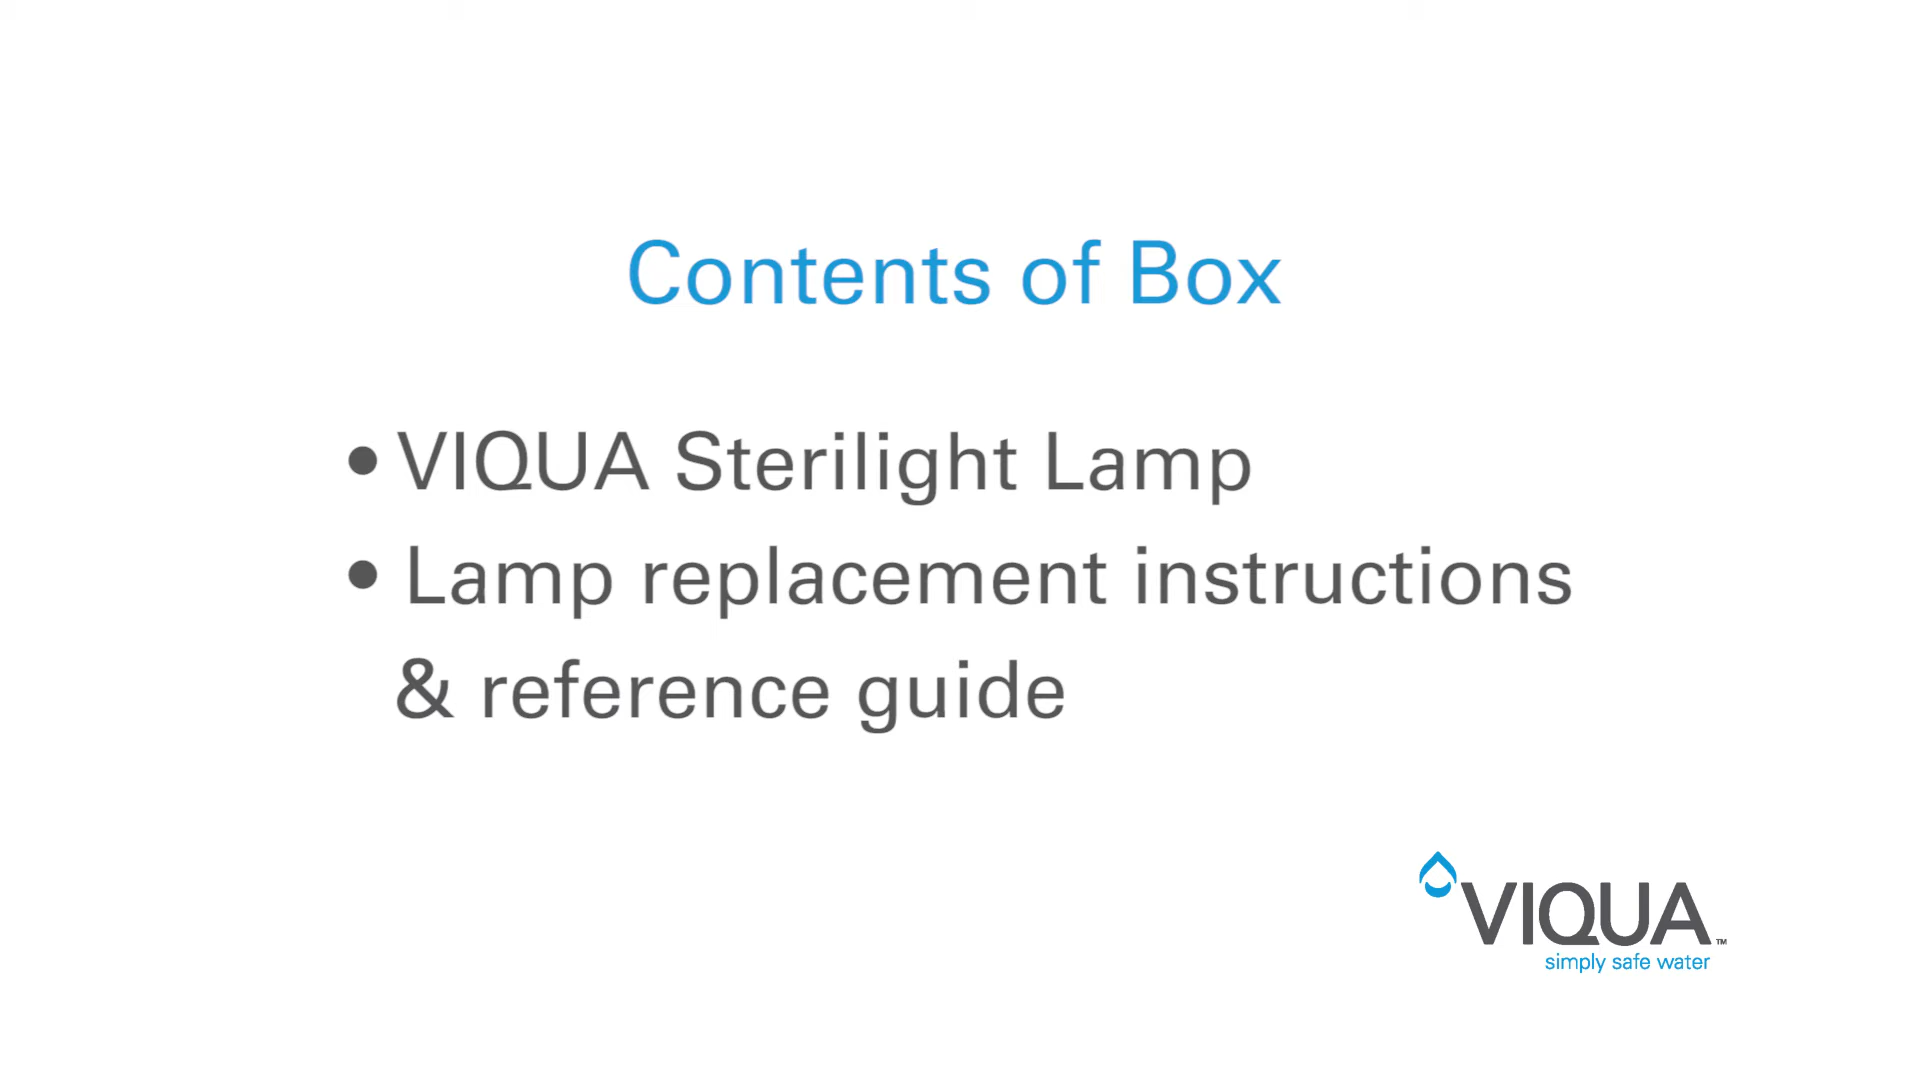 Contents of Box
• VIQUA Sterilight Lamp
• Lamp replacement instructions
& reference guide
VIQUA™
simply safe water